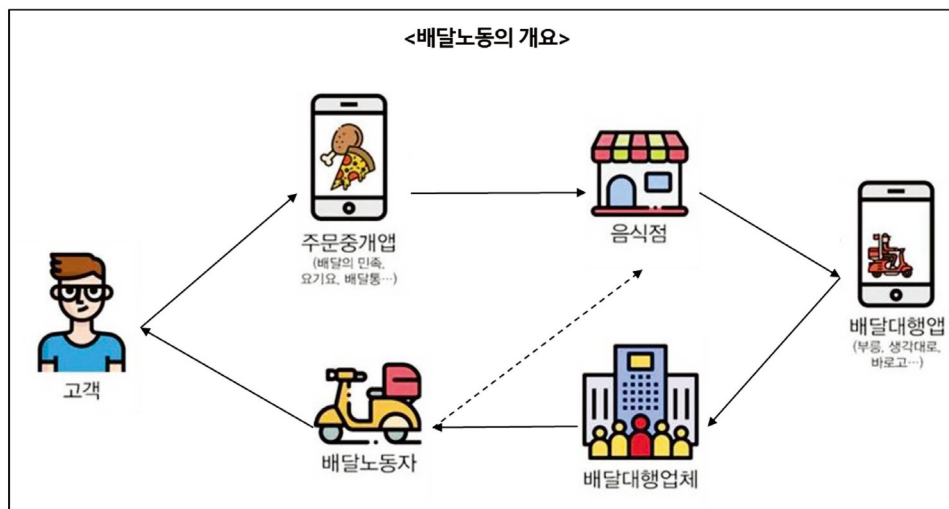 <배달노동의 개요>
주문중개앱
(배달의 민족,
요기요, 배달통…)
음식점
배달대행앱
(부릉, 생각대로,
바로고…)
고객
배달노동자
배달대행업체